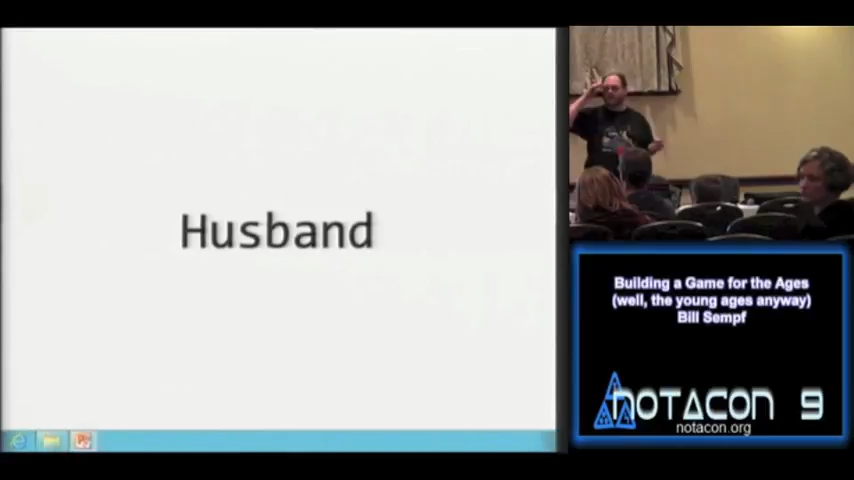 Husband
Building a Game for the Ages
(well, the young ages anyway)
Bill Sempf
NOTACON 9
notacon.org